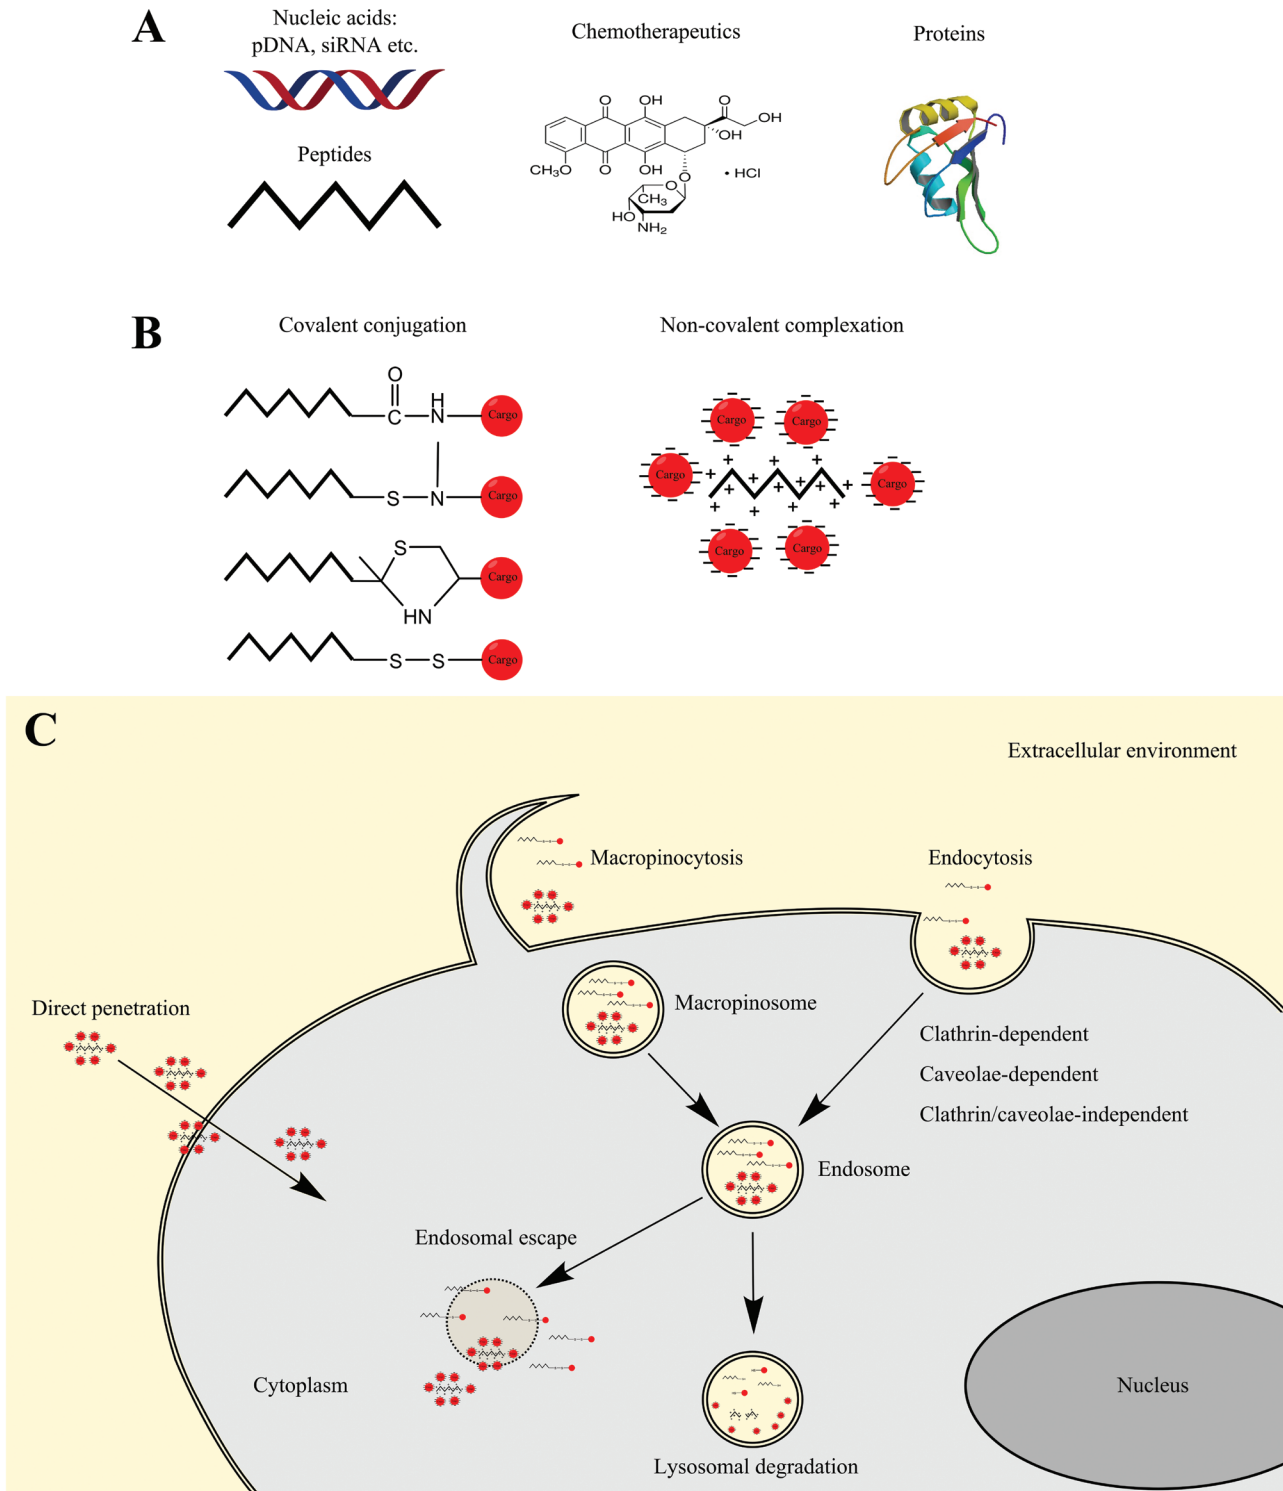 A
Nucleic acids:
pDNA, siRNA etc.
Chemotherapeutics
Proteins
Peptides
O
OH
O
OH
OH
CH₃O
O
OH
O
• HCl
O
CH₃
HO
NH₂
B
Covalent conjugation
Non-covalent complexation
O
C
H
N
Cargo
S
N
Cargo
S
HN
Cargo
S
S
Cargo
Cargo
Cargo
Cargo
Cargo
Cargo
Cargo
C
Extracellular environment
Macropinocytosis
Endocytosis
Direct penetration
Macropinosome
Clathrin-dependent
Caveolae-dependent
Clathrin/caveolae-independent
Endosome
Endosomal escape
Cytoplasm
Nucleus
Lysosomal degradation